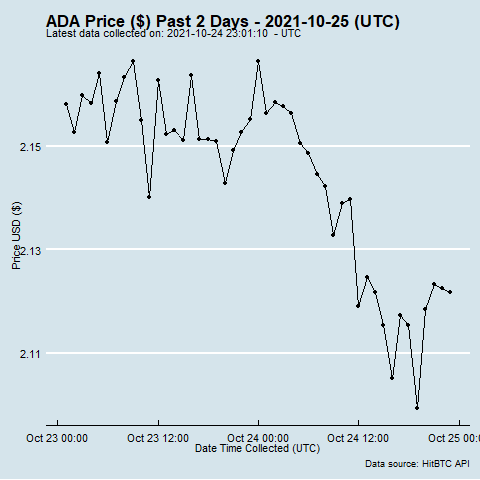 ADA Price ($) Past 2 Days - 2021-10-25 (UTC)
Latest data collected on: 2021-10-24 23:01:10 - UTC
Price USD ($)
2.15
2.13
2.11
Oct 23 00:00
Oct 23 12:00
Oct 24 00:00
Oct 24 12:00
Oct 25 00:0
Date Time Collected (UTC)
Data source: HitBTC API